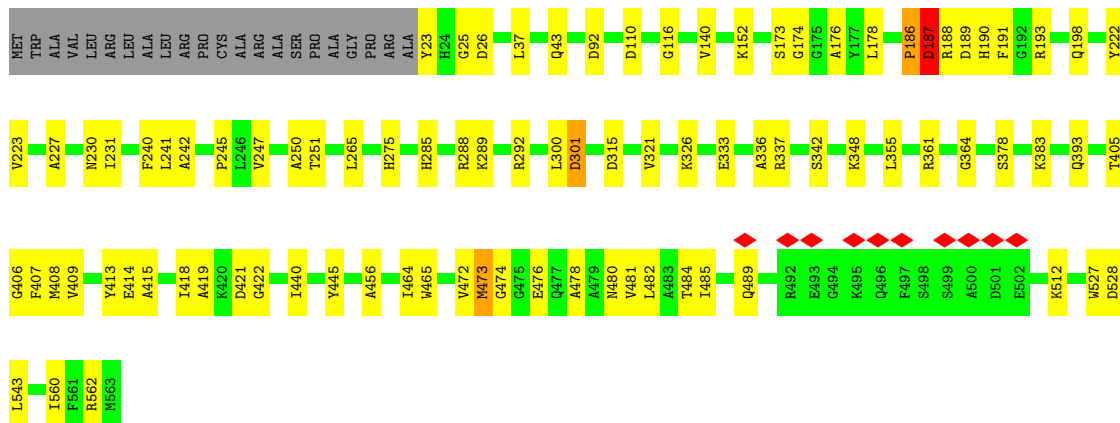 MET TRP ALA VAL LEU ARG LEU ALA LEU ARG PRO CYS ALA ARG ALA SER PRO ALA GLY PRO ARG ALA Y23 H24 G25 D26 L37 Q43 D92 D110 G116 V140 K152 S173 G174 G175 A176 Y177 L178 P186 D187 R188 D189 H190 F191 G192 R193 Q198 Y222
V223 A227 N230 I231 F240 L241 A242 P245 L246 V247 A250 T251 L265 H275 H285 R288 K289 R292 L300 D301 D315 V321 K326 E333 A336 R337 S342 K348 L355 R361 G364 S378 K383 Q393 T405
G406 F407 M408 V409 Y413 E414 A415 I418 A419 K420 D421 G422 I440 Y445 A456 I464 W465 V472 M473 G474 G475 E476 Q477 A478 A479 N480 V481 L482 A483 T484 I485 Q489 R492 E493 G494 K495 Q496 F497 S498 S499 A500 D501 E502 K512 W527 D528
L543 I560 F561 R562 M563